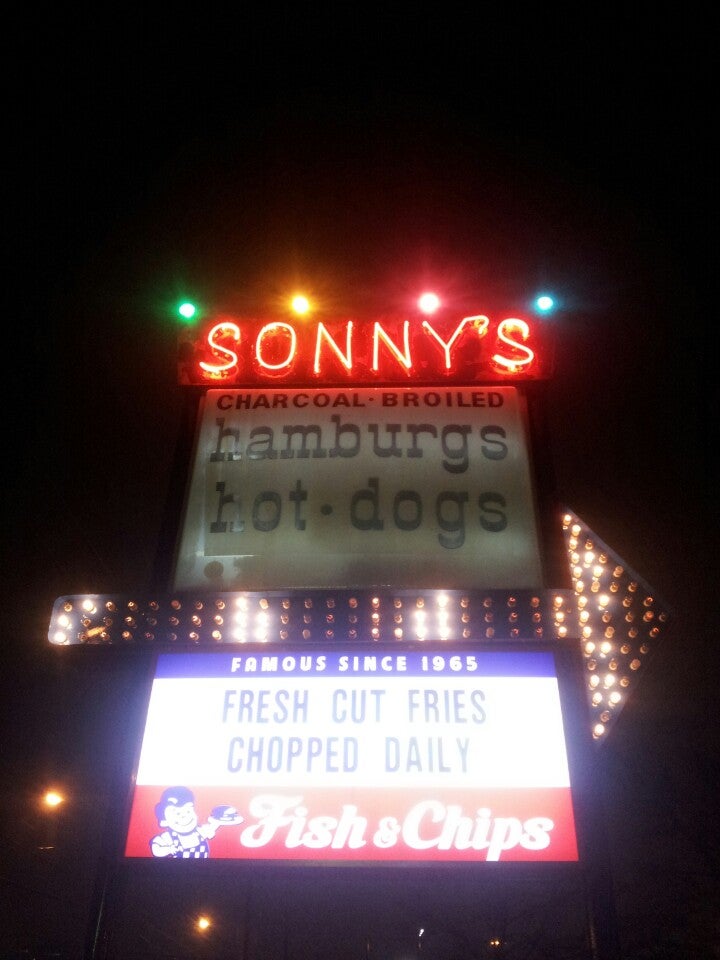 SONNY'S
CHARCOAL·BROILED
hamburgs
hot·dogs
FAMOUS SINCE 1965
FRESH CUT FRIES
CHOPPED DAILY
Fish & Chips